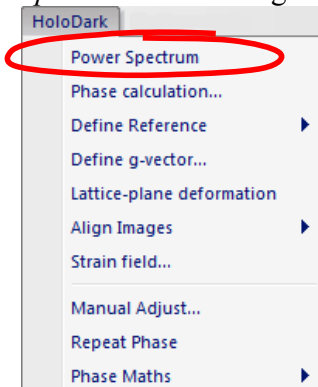 HoloDark
Power Spectrum
Phase calculation...
Define Reference
Define g-vector...
Lattice-plane deformation
Align Images
Strain field...
Manual Adjust...
Repeat Phase
Phase Maths